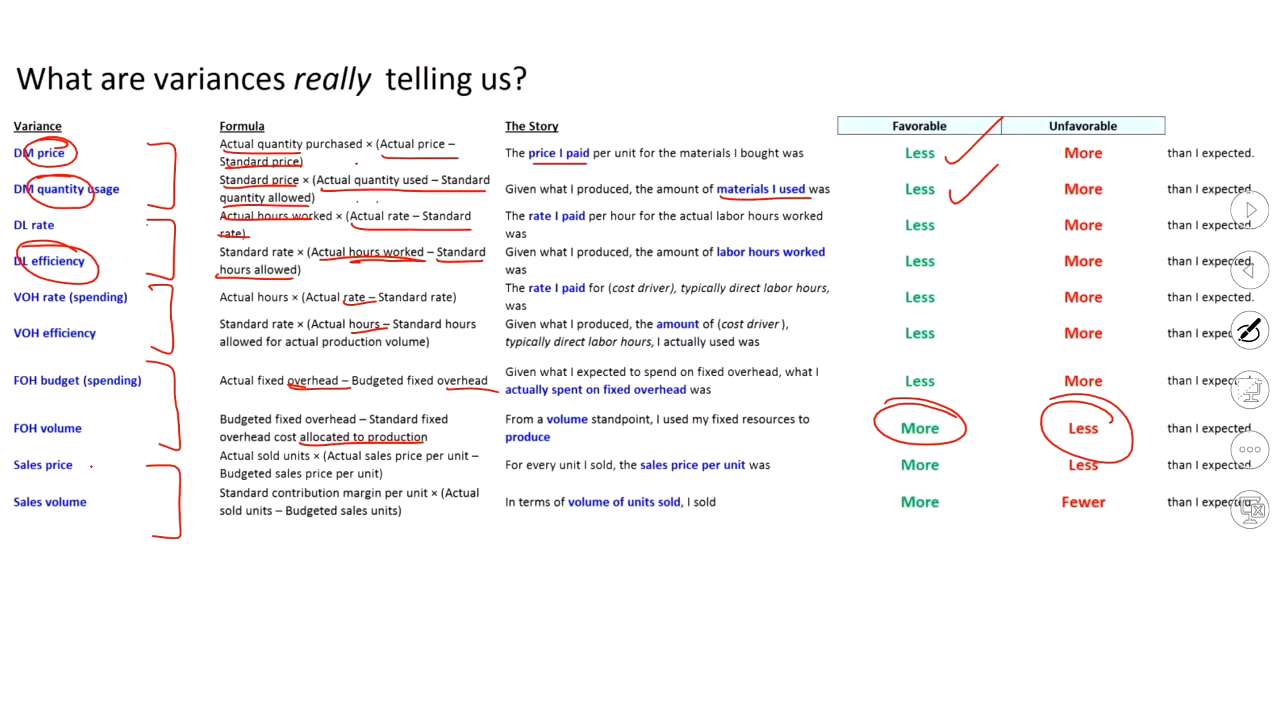 What are variances really telling us?
Variance Formula The Story Favorable Unfavorable
DM price Actual quantity purchased × (Actual price – The price I paid per unit for the materials I bought was Less More than I expected.
Standard price)
DM quantity usage Standard price × (Actual quantity used – Standard Given what I produced, the amount of materials I used was Less More than I expected
quantity allowed)
DL rate Actual hours worked × (Actual rate – Standard The rate I paid per hour for the actual labor hours worked Less More
rate) was
DL efficiency Standard rate × (Actual hours worked – Standard Given what I produced, the amount of labor hours worked Less More than I expected.
hours allowed) was
VOH rate (spending) Actual hours × (Actual rate – Standard rate) The rate I paid for (cost driver), typically direct labor hours, Less More than I expected.
was
VOH efficiency Standard rate × (Actual hours – Standard hours Given what I produced, the amount of (cost driver ), Less More than I
allowed for actual production volume) typically direct labor hours, I actually used was
FOH budget (spending) Actual fixed overhead – Budgeted fixed overhead Given what I expected to spend on fixed overhead, what I Less More than I
actually spent on fixed overhead was
FOH volume Budgeted fixed overhead – Standard fixed From a volume standpoint, I used my fixed resources to More Less than I expected
overhead cost allocated to production produce
Sales price Actual sold units × (Actual sales price per unit – For every unit I sold, the sales price per unit was More Less than I expected
Budgeted sales price per unit)
Sales volume Standard contribution margin per unit × (Actual In terms of volume of units sold, I sold More Fewer than I
sold units – Budgeted sales units)